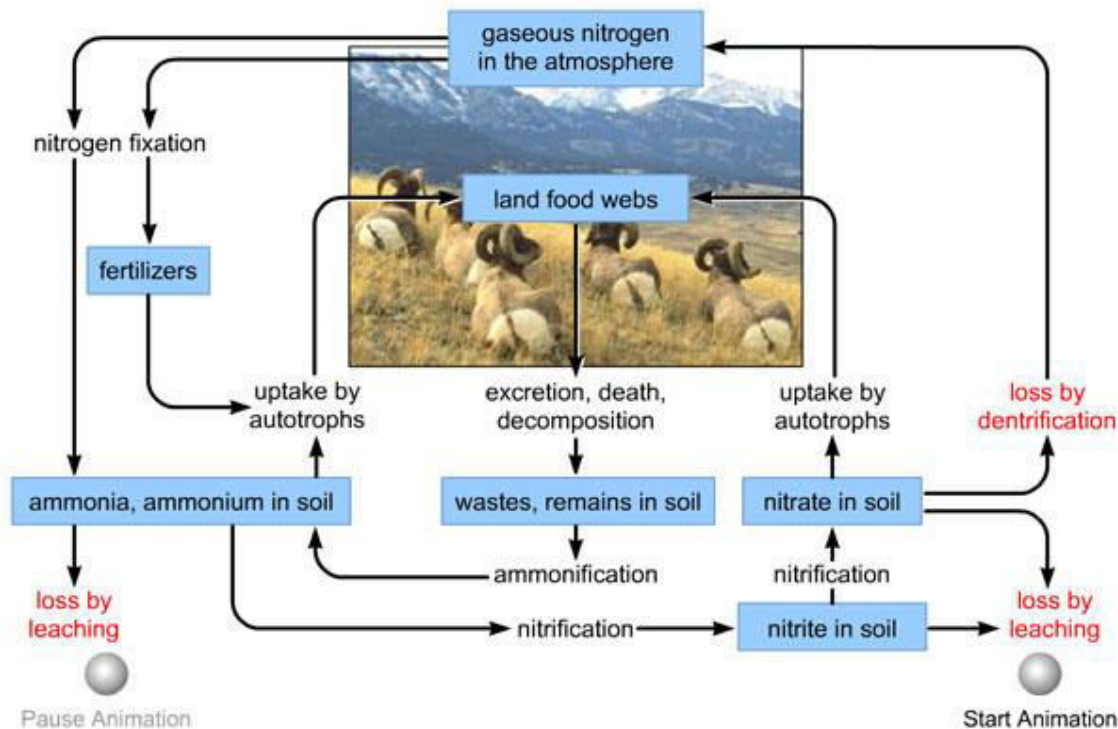 gaseous nitrogen
in the atmosphere
nitrogen fixation
land food webs
fertilizers
uptake by
autotrophs
excretion, death,
decomposition
uptake by
autotrophs
loss by
dentrification
ammonia, ammonium in soil
wastes, remains in soil
nitrate in soil
ammonification
nitrification
loss by
leaching
loss by
leaching
nitrification
nitrite in soil
Pause Animation
Start Animation